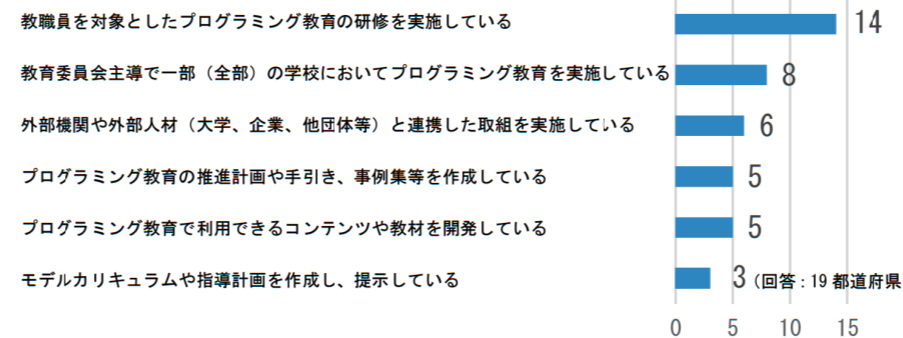 教職員を対象としたプログラミング教育の研修を実施している 14
教育委員会主導で一部（全部）の学校においてプログラミング教育を実施している 8
外部機関や外部人材（大学、企業、他団体等）と連携した取組を実施している 6
プログラミング教育の推進計画や手引き、事例集等を作成している 5
プログラミング教育で利用できるコンテンツや教材を開発している 5
モデルカリキュラムや指導計画を作成し、提示している 3 （回答：19 都道府県
0 5 10 15